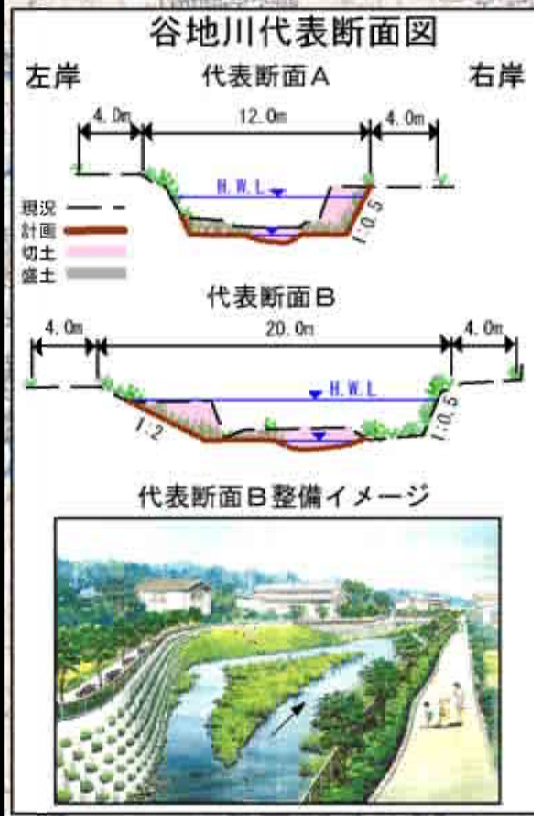 谷地川代表断面図
左岸
代表断面A
右岸
4.0m
12.0m
4.0m
H.W.L
1:0.5
現況
計画
切土
盛土
代表断面B
4.0m
20.0m
4.0m
H.W.L
1:2
1:0.5
代表断面B整備イメージ